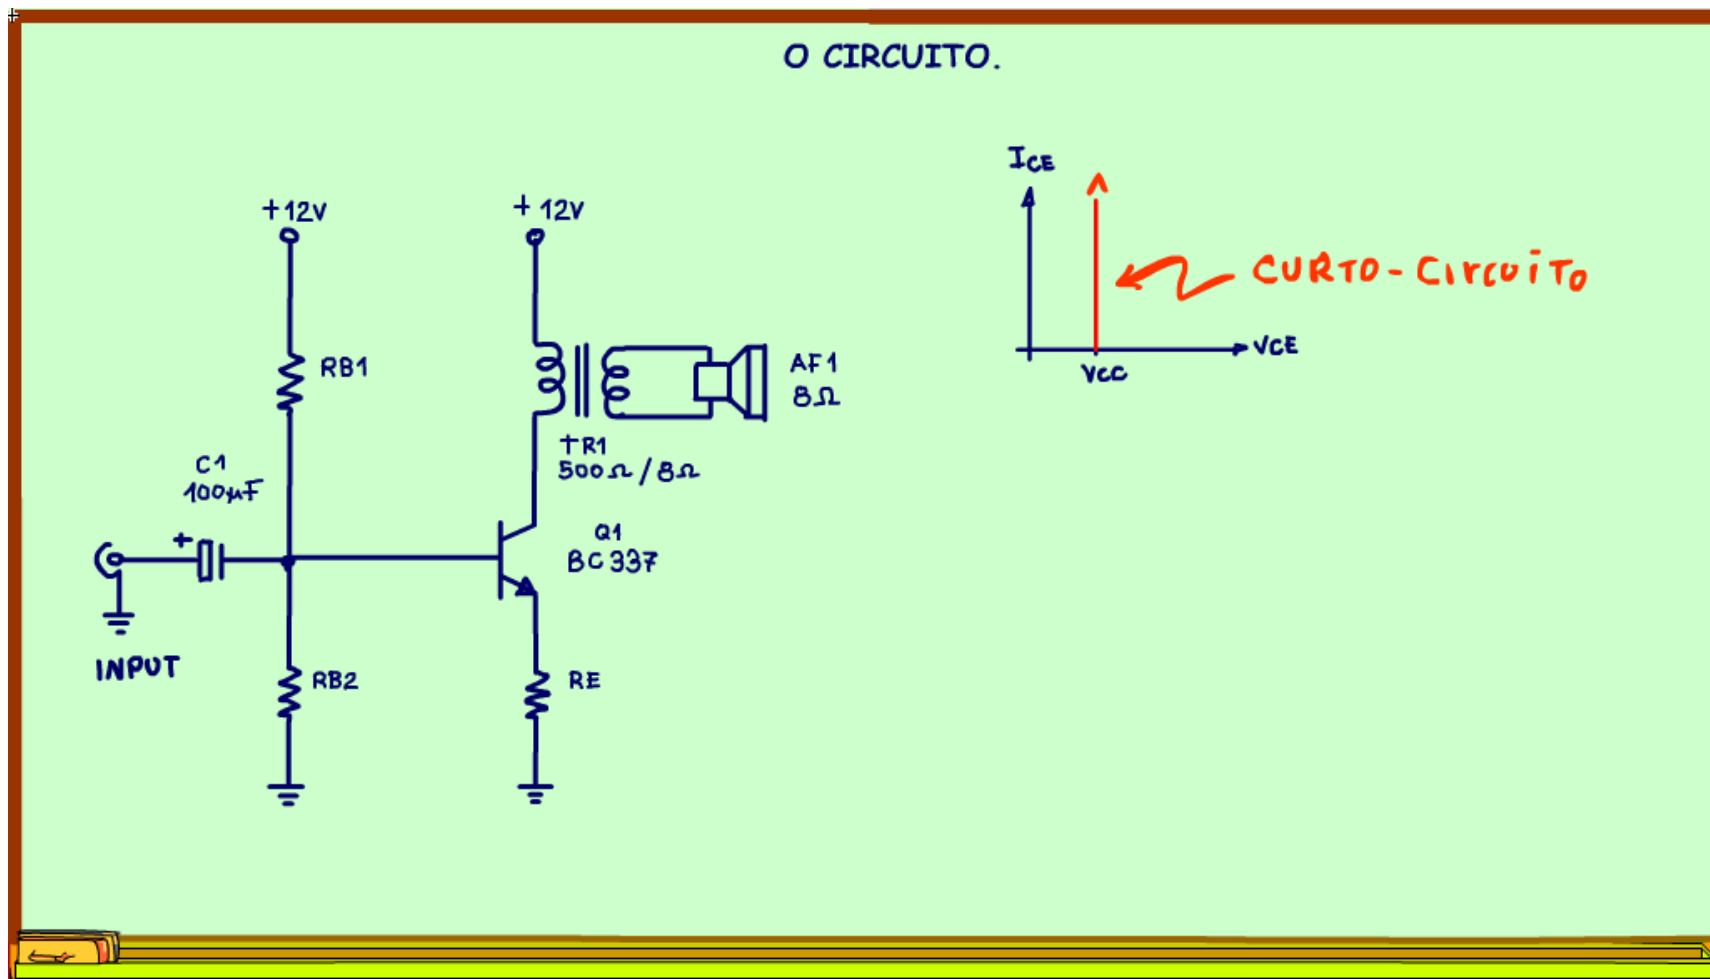 O CIRCUITO.
+12V
+12V
RB1
C1
100µF
+
INPUT
RB2
AF1
8Ω
TR1
500Ω/8Ω
Q1
BC337
RE
ICE
CURTO-CIrCUiTO
VCE
VCC